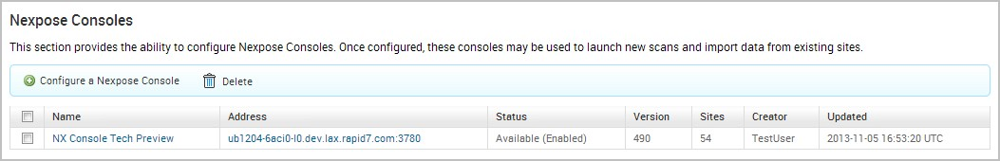 Nexpose Consoles
This section provides the ability to configure Nexpose Consoles. Once configured, these consoles may be used to launch new scans and import data from existing sites.
Configure a Nexpose Console Delete
Name Address Status Version Sites Creator Updated
NX Console Tech Preview ub1204-6aci0-l0.dev.lax.rapid7.com:3780 Available (Enabled) 490 54 TestUser 2013-11-05 16:53:20 UTC